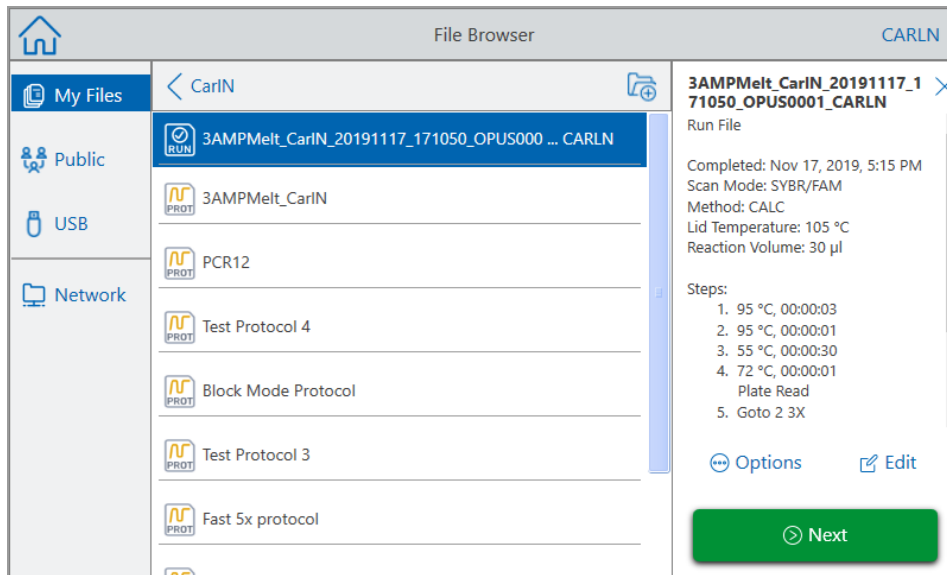 File Browser
CARLN
My Files
Public
USB
Network
CarIN
RUN
3AMPMelt_CarIN_20191117_171050_OPUS000 ... CARLN
PROT
3AMPMelt_CarIN
PROT
PCR12
PROT
Test Protocol 4
PROT
Block Mode Protocol
PROT
Test Protocol 3
PROT
Fast 5x protocol
3AMPMelt_CarIN_20191117_1
71050_OPUS0001_CARLN
Run File
Completed: Nov 17, 2019, 5:15 PM
Scan Mode: SYBR/FAM
Method: CALC
Lid Temperature: 105 °C
Reaction Volume: 30 µl
Steps:
1. 95 °C, 00:00:03
2. 95 °C, 00:00:01
3. 55 °C, 00:00:30
4. 72 °C, 00:00:01
Plate Read
5. Goto 2 3X
Options
Edit
Next